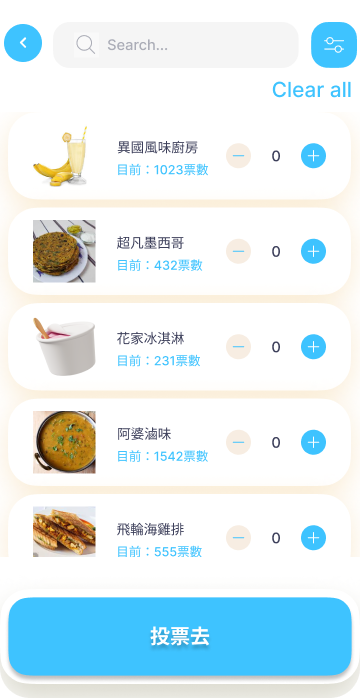 Search...
Clear all
異國風味廚房
目前：1023票數
0
超凡墨西哥
目前：432票數
0
花家冰淇淋
目前：231票數
0
阿婆滷味
目前：1542票數
0
飛輪海雞排
目前：555票數
0
投票去